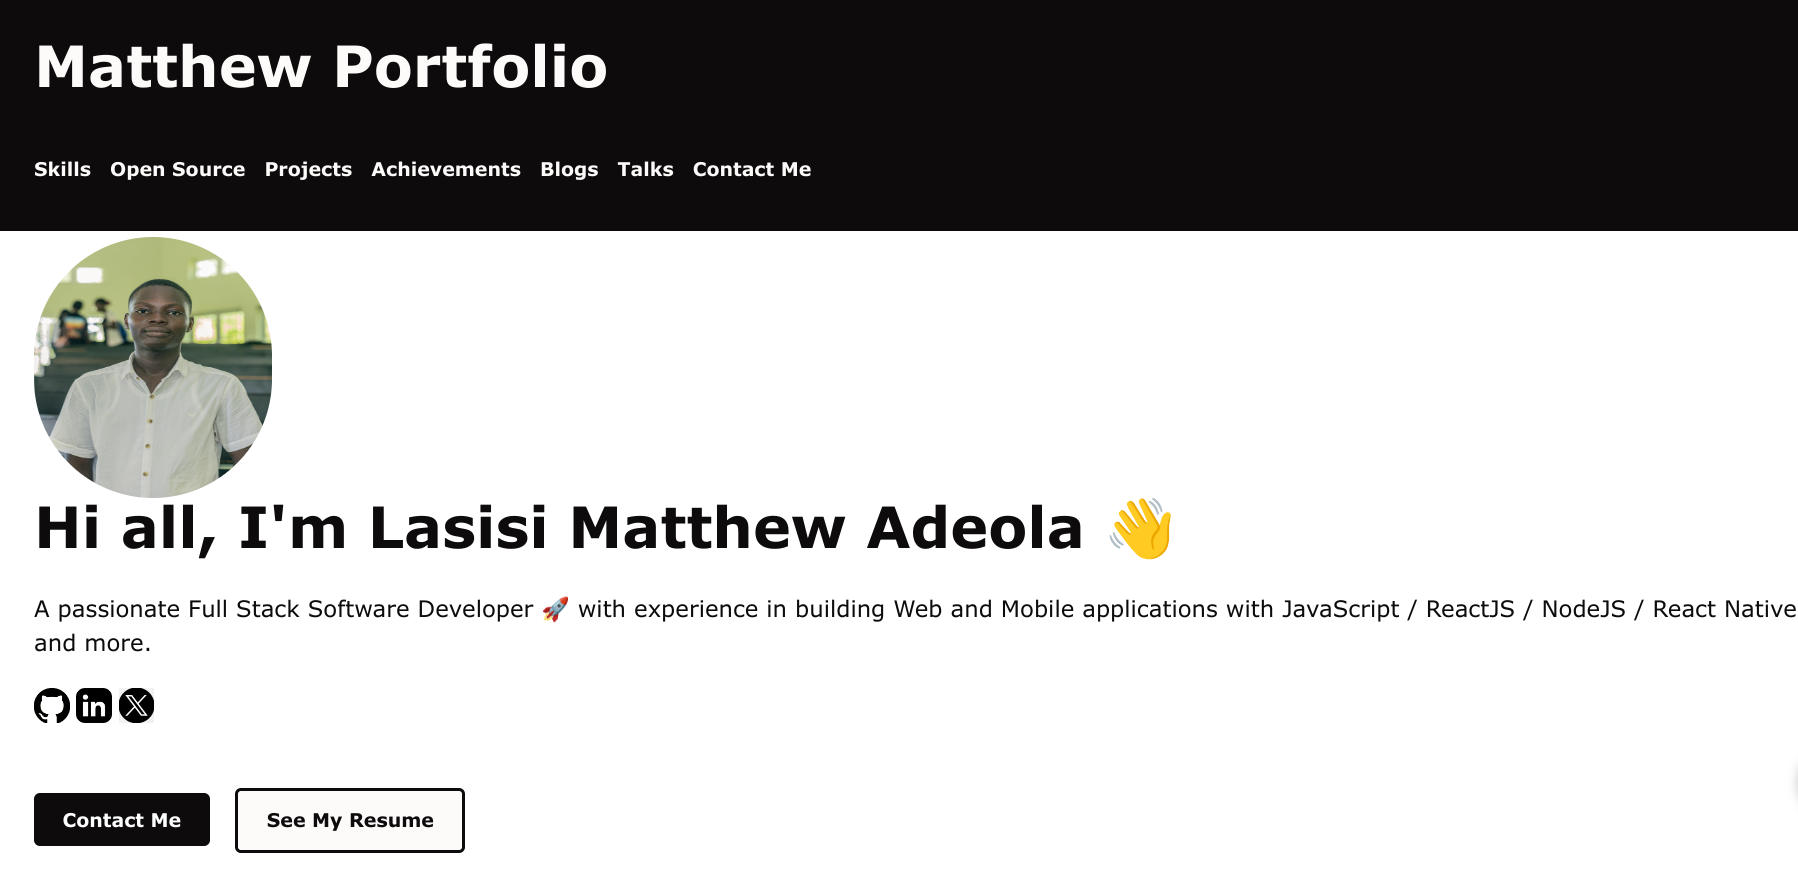 Matthew Portfolio
Skills Open Source Projects Achievements Blogs Talks Contact Me
Hi all, I'm Lasisi Matthew Adeola 👋
A passionate Full Stack Software Developer 🚀 with experience in building Web and Mobile applications with JavaScript / ReactJS / NodeJS / React Native
and more.
in X
Contact Me See My Resume